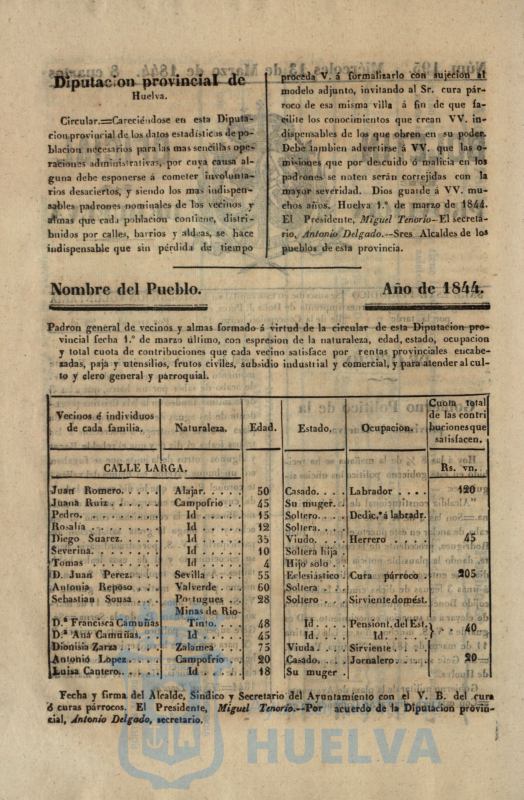 Diputacion provincial de
Huelva.
Circular.=Careciéndose en esta Diputa-
cion provincial de los datos estadísticos de po-
blacion necesarios para las mas sencillas ope-
raciones administrativas, por cuya causa al-
guna debe esponerse á cometer involunta-
rios desaciertos, y siendo los mas indispen-
sables padrones nominales de los vecinos y
almas que cada poblacion contiene, distri-
buidos por calles, barrios y aldeas, se hace
indispensable que sin pérdida de tiempo
proceda V. á formalizarlo con sujecion al
modelo adjunto, invitando al Sr. cura pár-
roco de esa misma villa á fin de que fa-
cilite los conocimientos que crean VV. in-
dispensables de los que obren en su poder.
Debe tambien advertirse á VV. que las o-
misiones que por descuido ó malicia en los
padrones se noten serán correjidas con la
mayor severidad. Dios guarde á VV. mu-
chos años. Huelva 1.º de marzo de 1844.
El Presidente, Miguel Tenorio-El secreta-
rio, Antonio Delgado.--Sres Alcaldes de los
pueblos de esta provincia.
Nombre del Pueblo. Año de 1844.
Padron general de vecinos y almas formado á virtud de la circular de esta Diputacion pro-
vincial fecha 1.º de marzo último, con espresion de la naturaleza, edad, estado, ocupacion
y total cuota de contribuciones que cada vecino satisface por rentas provinciales encabe-
zadas, paja y utensilios, frutos civiles, subsidio industrial y comercial, y para atender al cul-
to y clero general y parroquial.
Vecinos é individuos de cada familia. Naturaleza. Edad. Estado. Ocupacion. Cuota total de las contri buciones que satisfacen.
CALLE LARGA. Rs. vn.
Juan Romero. . . . . Alajar. . . . . 50 Casado. . . . Labrador . . . . 120
Juana Ruiz . . . . . Campofrio . . 45 Su muger. .
Pedro. . . . . . . Id . . . . . 15 Soltero. . . . Dedic.º á labradr.
Rosalia . . . . . . Id . . . . . 12 Soltera. . . .
Diego Suarez. . . . . Id . . . . . 35 Viudo. . . . Herrero . . . . 45
Severina. . . . . . Id . . . . . 10 Soltera hija .
Tomas . . . . . . Id . . . . . 4 Hijo solo . .
D. Juan Perez. . . . Sevilla . . . . 55 Eclesiástico . Cura párroco . 205
Antonia Reposo . . . Valverde . . . 60 Soltera . . .
Sebastian Sousa . . . Portugues . . 28 Soltero . . . Sirviente domést.
Minas de Rio-
D.ª Francisca Camuñas Tinto. . . . 48 Id . . . . Pensiont. del Est. } 40
D.ª Ana Camuñas. . . Id . . . . . 45 Id. . . . . Id. . . . .
Dionisia Zarza . . . . Zalamea . . . 75 Viuda. . . . Sirviente . . .
Antonio Lopez. . . . Campofrio . . 20 Casado. . . . Jornalero. . . . 20
Luisa Cantero. . . . Id . . . . . 18 Su muger .
Fecha y firma del Alcalde, Sindico y Secretario del Ayuntamiento con el V. B. del cura
ó curas párrocos. El Presidente, Miguel Tenorio.--Por acuerdo de la Diputacion provin-
cial, Antonio Delgado, secretario.
HUELVA